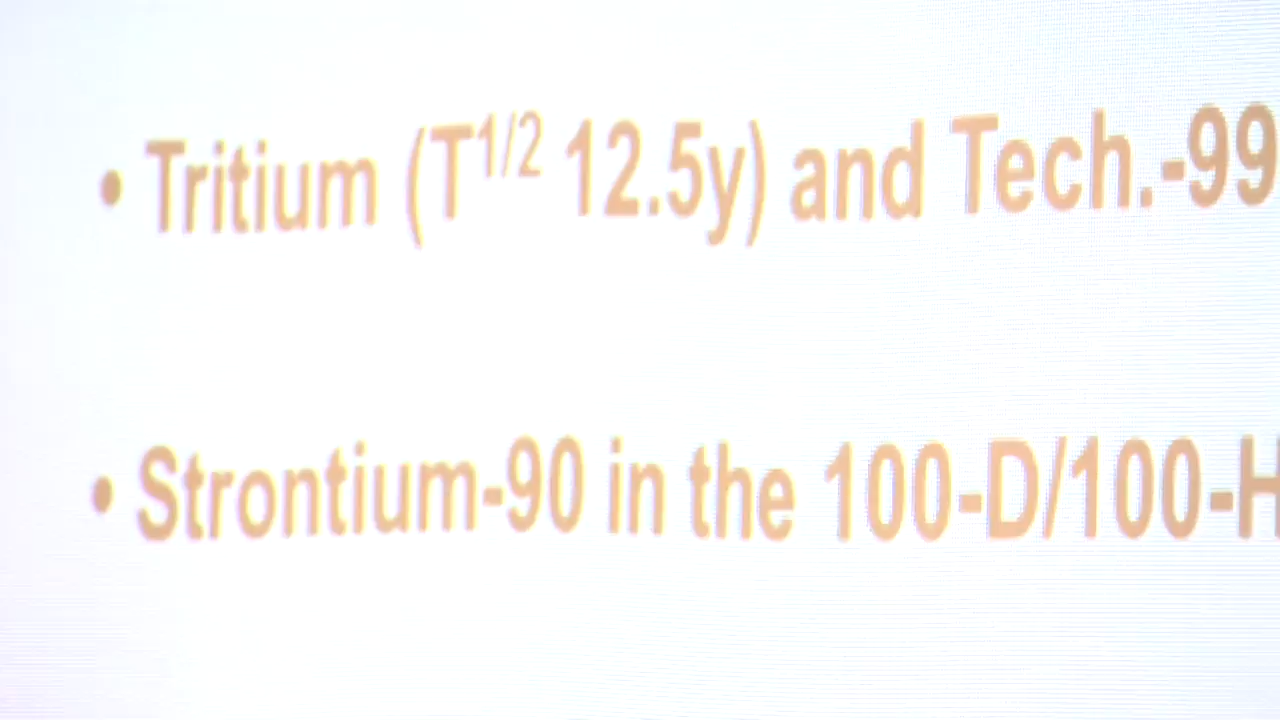 • Tritium (T1/2 12.5y) and Tech.-99
• Strontium-90 in the 100-D/100-H